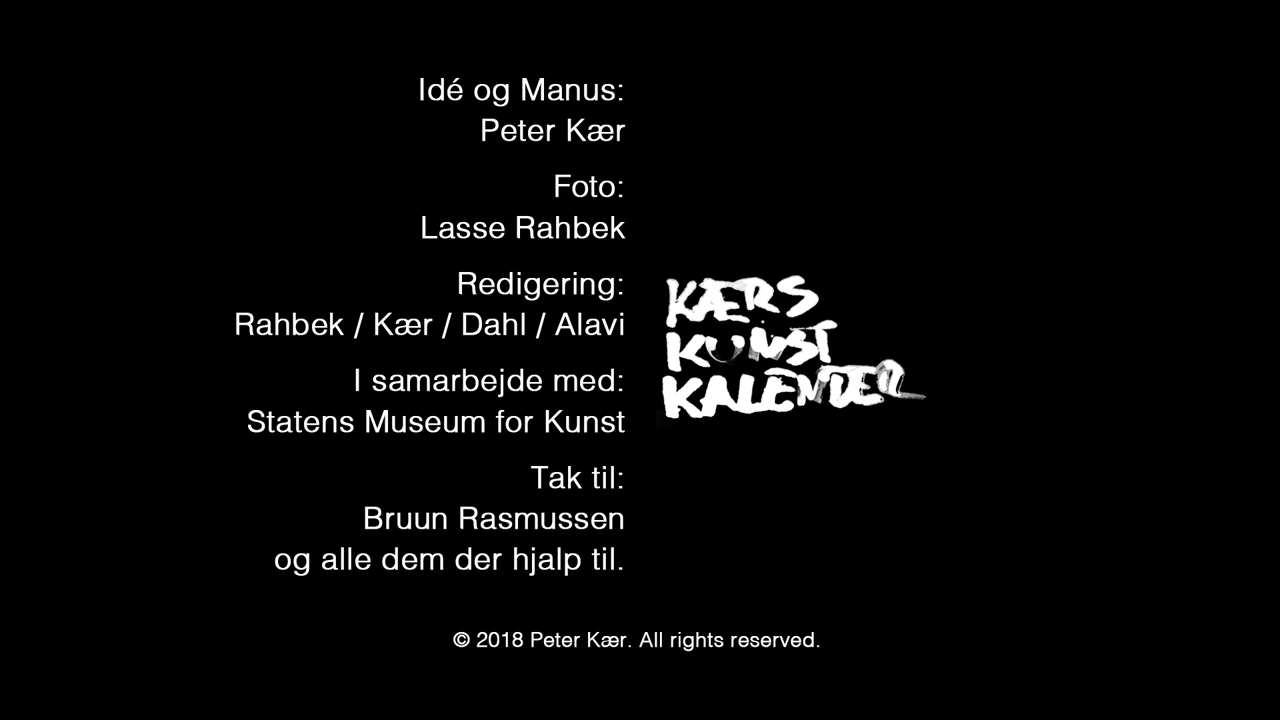 Idé og Manus:
Peter Kær
Foto:
Lasse Rahbek
Redigering:
Rahbek / Kær / Dahl / Alavi
I samarbejde med:
Statens Museum for Kunst
Tak til:
Bruun Rasmussen
og alle dem der hjalp til.
KÆRS
KUNST
KALENDER
© 2018 Peter Kær. All rights reserved.